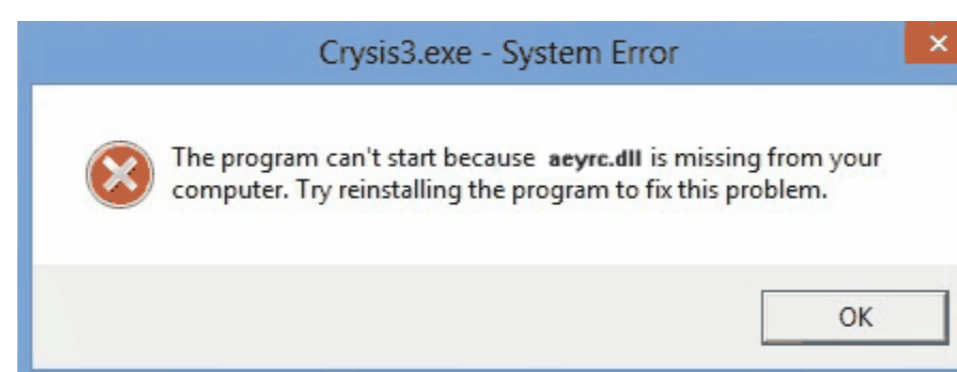 Crysis3.exe - System Error
The program can't start because aeyrc.dll is missing from your
computer. Try reinstalling the program to fix this problem.
OK